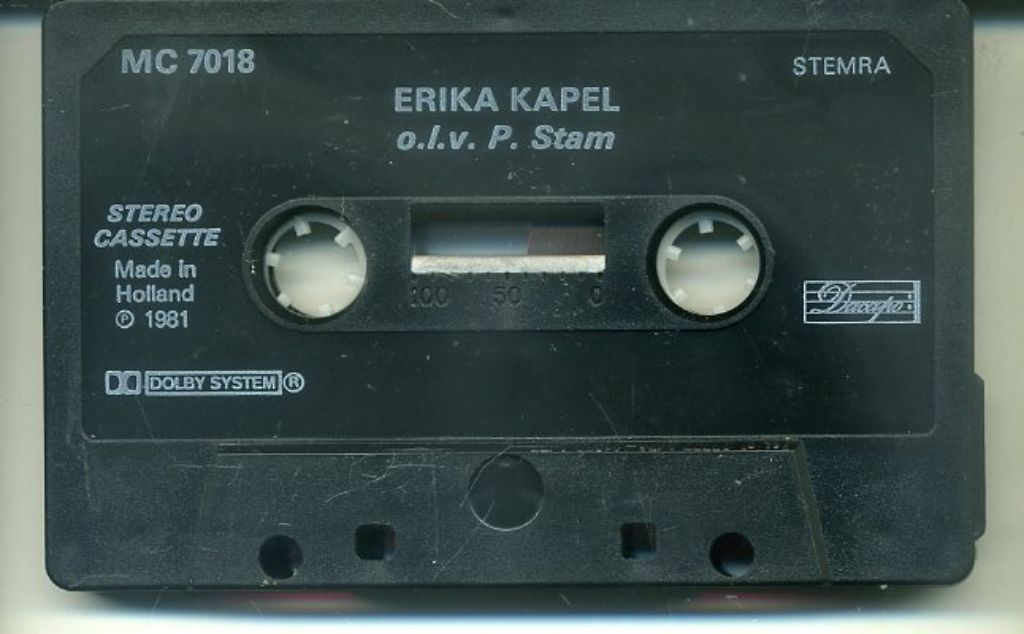 MC 7018
STEMRA
ERIKA KAPEL
o.l.v. P. Stam
STEREO
CASSETTE
Made in
Holland
℗ 1981
100 50 0
DOLBY SYSTEM ®